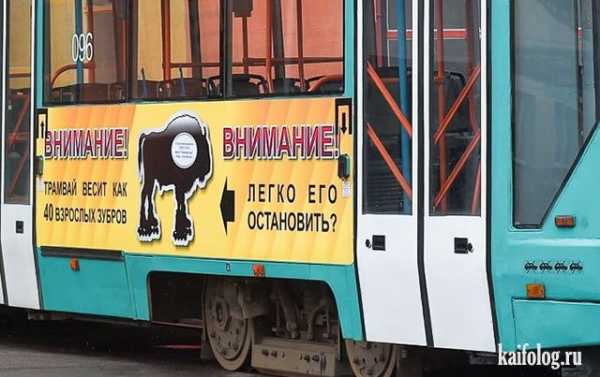 096
ВНИМАНИЕ!
ТРАМВАЙ ВЕСИТ КАК
40 ВЗРОСЛЫХ ЗУБРОВ
ВНИМАНИЕ!
ЛЕГКО ЕГО
ОСТАНОВИТЬ?
kaifolog.ru